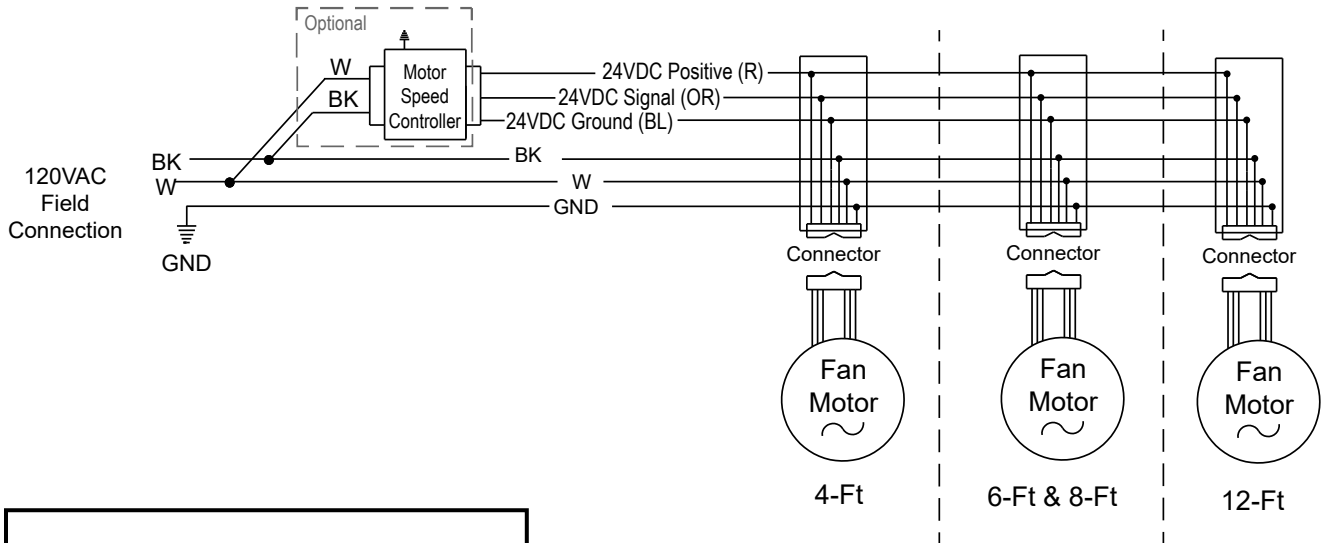 Optional
W
BK
Motor
Speed
Controller
24VDC Positive (R)
24VDC Signal (OR)
24VDC Ground (BL)
120VAC
Field
Connection
BK
W
GND
BK
W
GND
Connector
Connector
Connector
Fan
Motor
Fan
Motor
Fan
Motor
4-Ft
6-Ft & 8-Ft
12-Ft